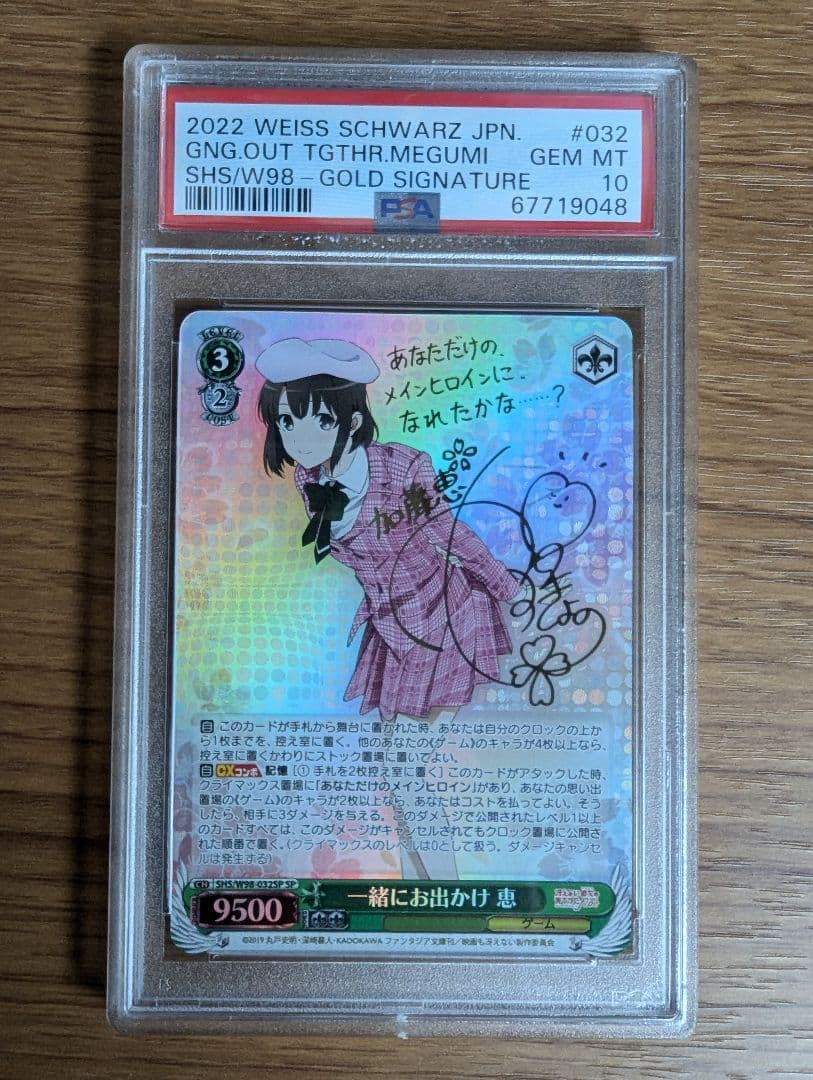 2022 WEISS SCHWARZ JPN. #032
GNG.OUT TGTHR.MEGUMI GEM MT
SHS/W98-GOLD SIGNATURE 10
PSA 67719048
LEVEL
3
2
COST
あなただけの、
メインヒロインに、
なれたかな……?
加藤恵
自 このカードが手札から舞台に置かれた時、あなたは自分のクロックの上か
ら1枚までを、控え室に置く。他のあなたの《ゲーム》のキャラが4枚以上なら、
控え室に置くかわりにストック置場に置いてよい。
自 CXコンボ 記憶 [① 手札を2枚控え室に置く] このカードがアタックした時、
クライマックス置場に「あなただけのメインヒロイン」があり、あなたの思い出
置場の《ゲーム》のキャラが2枚以上なら、あなたはコストを払ってよい。そう
したら、相手に3ダメージを与える。このダメージで公開されたレベル1以上
のカードすべては、このダメージがキャンセルされてもクロック置場に公開さ
れた順番で置く。(クライマックスのレベルは0として扱う。ダメージキャンセ
ルは発生する)
CH SHS/W98-032SP SP
9500
一緒にお出かけ 恵
ゲーム
©2019 丸戸史明・深崎暮人・KADOKAWA ファンタジア文庫刊/映画も冴えない製作委員会